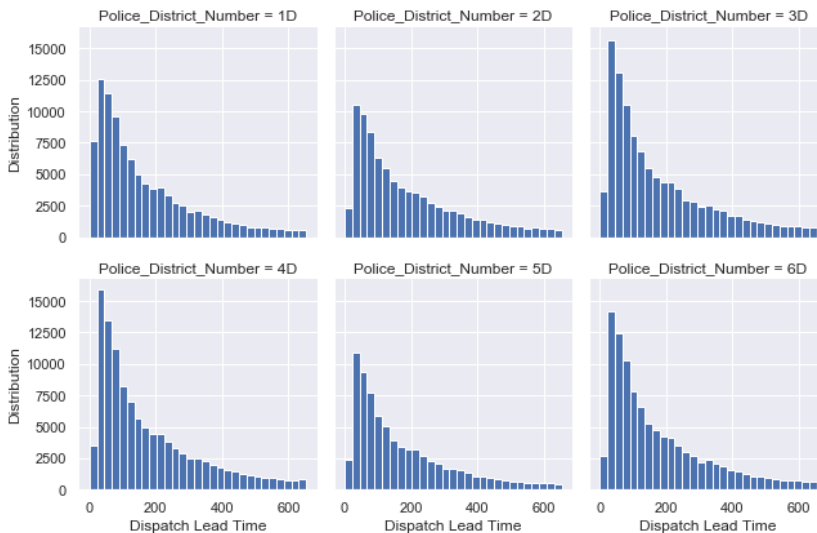 Police_District_Number = 1D
Police_District_Number = 2D
Police_District_Number = 3D
15000
12500
10000
7500
5000
2500
0
Distribution
Police_District_Number = 4D
Police_District_Number = 5D
Police_District_Number = 6D
15000
12500
10000
7500
5000
2500
0
Distribution
0 200 400 600
0 200 400 600
0 200 400 600
Dispatch Lead Time
Dispatch Lead Time
Dispatch Lead Time